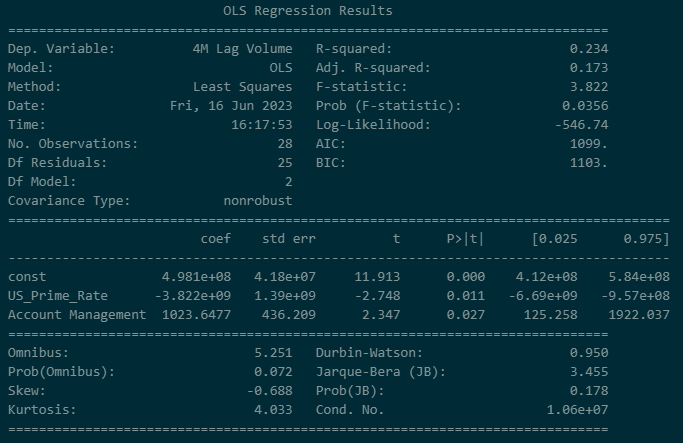 OLS Regression Results
==============================================================================
Dep. Variable: 4M Lag Volume R-squared: 0.234
Model: OLS Adj. R-squared: 0.173
Method: Least Squares F-statistic: 3.822
Date: Fri, 16 Jun 2023 Prob (F-statistic): 0.0356
Time: 16:17:53 Log-Likelihood: -546.74
No. Observations: 28 AIC: 1099.
Df Residuals: 25 BIC: 1103.
Df Model: 2
Covariance Type: nonrobust
======================================================================================
coef std err t P>|t| [0.025 0.975]
--------------------------------------------------------------------------------------
const 4.981e+08 4.18e+07 11.913 0.000 4.12e+08 5.84e+08
US_Prime_Rate -3.822e+09 1.39e+09 -2.748 0.011 -6.69e+09 -9.57e+08
Account Management 1023.6477 436.209 2.347 0.027 125.258 1922.037
==============================================================================
Omnibus: 5.251 Durbin-Watson: 0.950
Prob(Omnibus): 0.072 Jarque-Bera (JB): 3.455
Skew: -0.688 Prob(JB): 0.178
Kurtosis: 4.033 Cond. No. 1.06e+07
==============================================================================